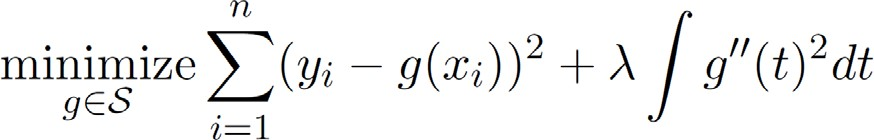 minimize_{g∈𝒮} ∑_{i=1}^{n} (y_i − g(x_i))² + λ ∫ g″(t)² dt